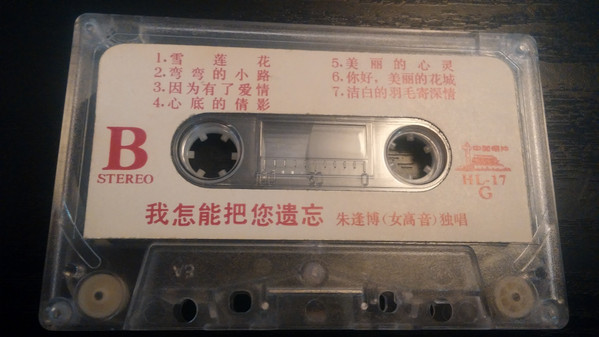 1.雪莲花
2.弯弯的小路
3.因为有了爱情
4.心底的倩影
5.美丽的心灵
6.你好，美丽的花城
7.洁白的羽毛寄深情
B
STEREO
中国唱片
HL-17
G
我怎能把您遗忘 朱逢博(女高音)独唱